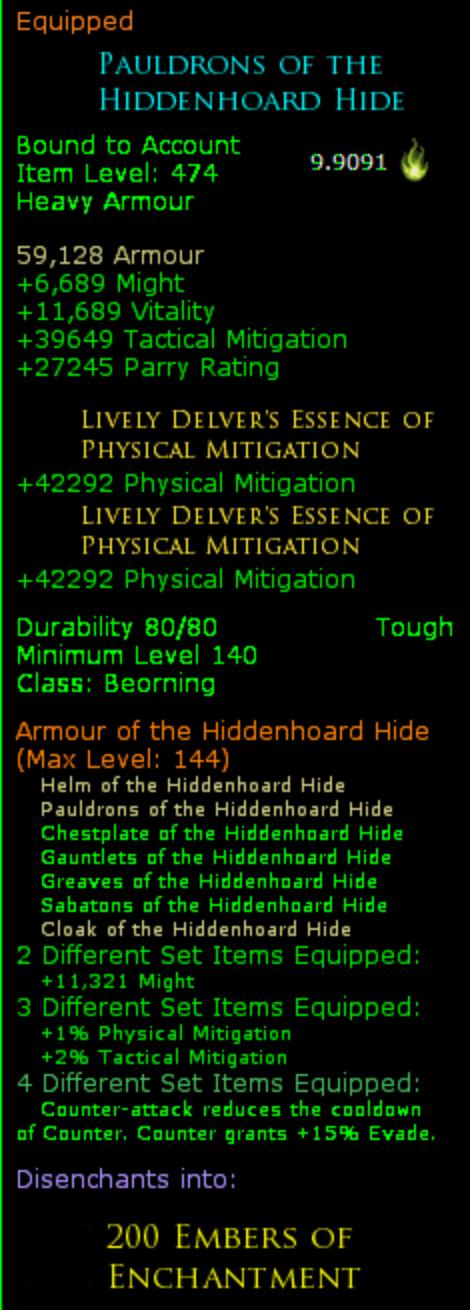 Equipped
Pauldrons of the
Hiddenhoard Hide
Bound to Account
9.9091
Item Level: 474
Heavy Armour
59,128 Armour
+6,689 Might
+11,689 Vitality
+39649 Tactical Mitigation
+27245 Parry Rating
Lively Delver's Essence of
Physical Mitigation
+42292 Physical Mitigation
Lively Delver's Essence of
Physical Mitigation
+42292 Physical Mitigation
Durability 80/80 Tough
Minimum Level 140
Class: Beorning
Armour of the Hiddenhoard Hide
(Max Level: 144)
Helm of the Hiddenhoard Hide
Pauldrons of the Hiddenhoard Hide
Chestplate of the Hiddenhoard Hide
Gauntlets of the Hiddenhoard Hide
Greaves of the Hiddenhoard Hide
Sabatons of the Hiddenhoard Hide
Cloak of the Hiddenhoard Hide
2 Different Set Items Equipped:
+11,321 Might
3 Different Set Items Equipped:
+1% Physical Mitigation
+2% Tactical Mitigation
4 Different Set Items Equipped:
Counter-attack reduces the cooldown
of Counter. Counter grants +15% Evade.
Disenchants into:
200 Embers of
Enchantment